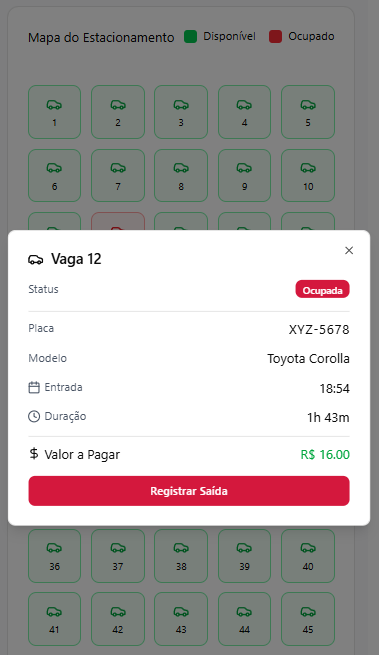 Mapa do Estacionamento Disponível Ocupado
1 2 3 4 5
6 7 8 9 10
Vaga 12
Status Ocupada
Placa XYZ-5678
Modelo Toyota Corolla
Entrada 18:54
Duração 1h 43m
$ Valor a Pagar R$ 16.00
Registrar Saída
36 37 38 39 40
41 42 43 44 45